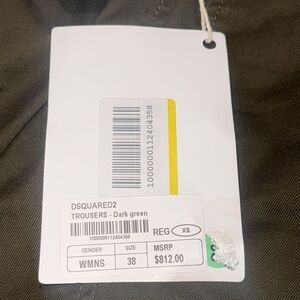 1000000112404358
DSQUARED2
TROUSERS - Dark green
1000000112404358
REG XS
GENDER SIZE MSRP
WMNS 38 $812.00